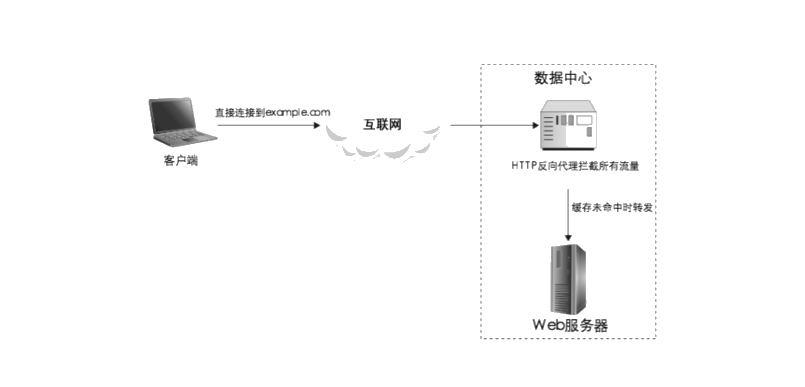 数据中心
直接连接到example.com
互联网
客户端
HTTP反向代理拦截所有流量
缓存未命中时转发
Web服务器